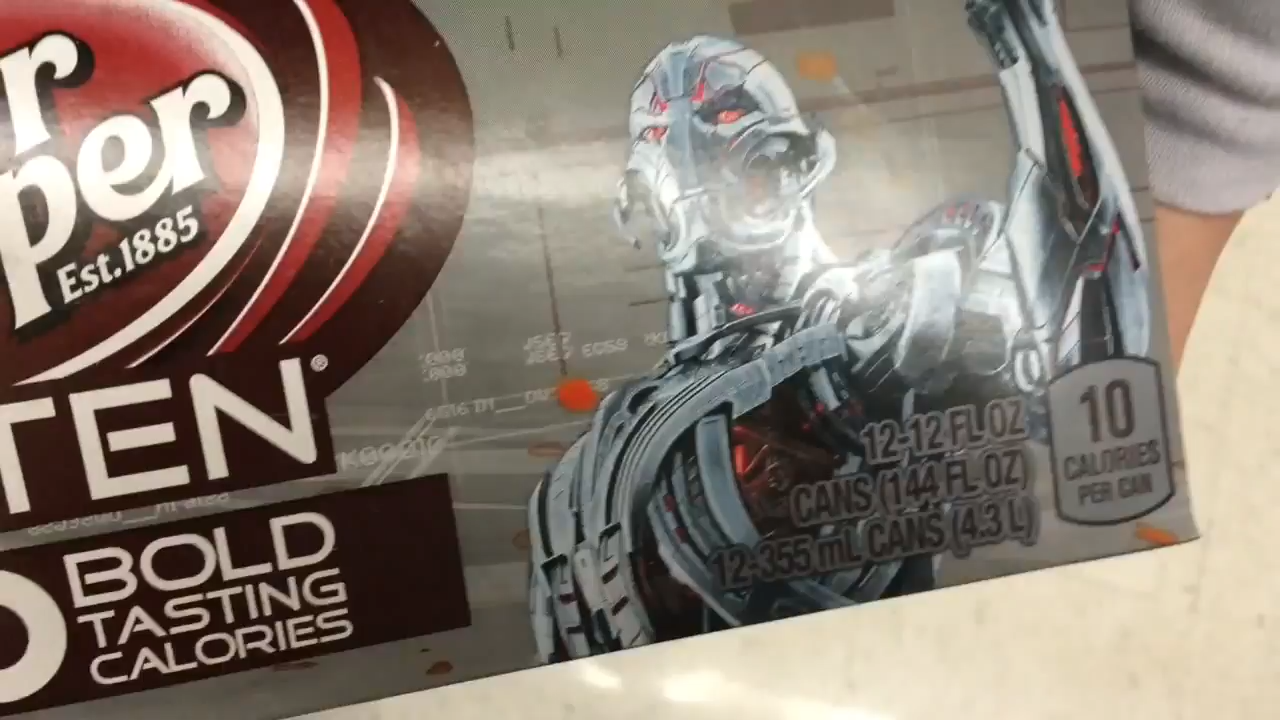 r
per
Est.1885
TEN®
BOLD
TASTING
CALORIES
12-12 FL OZ
CANS (144 FL OZ)
12-355 mL CANS (4.3 L)
10
CALORIES
PER CAN